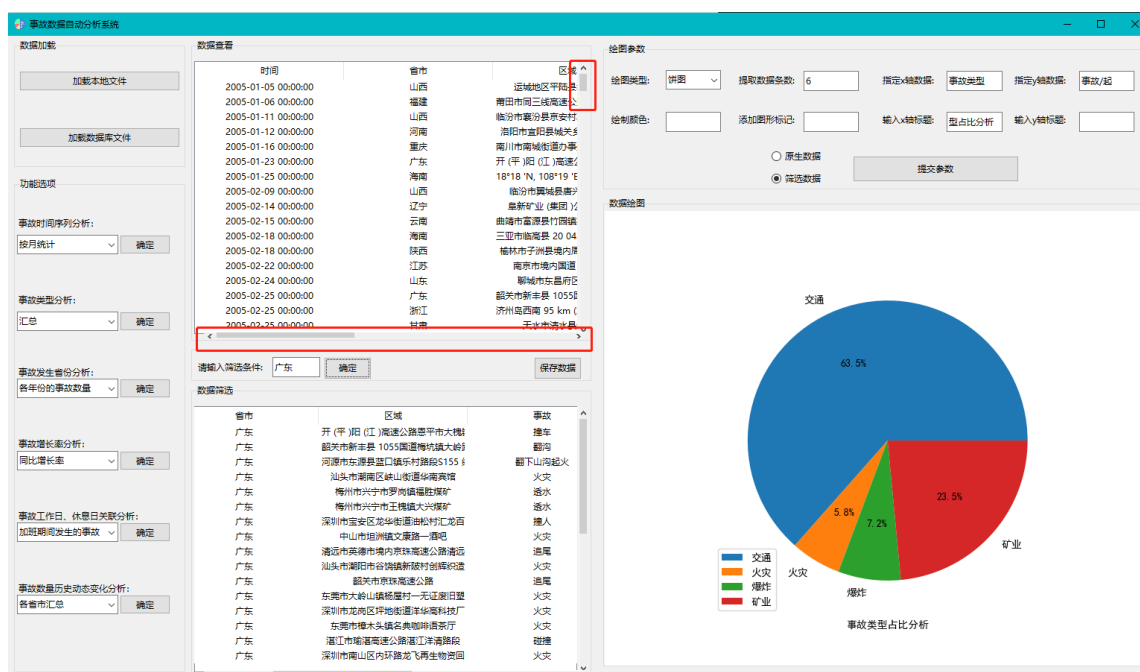 事故数据自动分析系统
数据加载
加载本地文件
加载数据库文件
功能选项
事故时间序列分析:
按月统计 确定
事故类型分析:
汇总 确定
事故发生省份分析:
各年份的事故数量 确定
事故增长率分析:
同比增长率 确定
事故工作日、休息日关联分析:
加班期间发生的事故 确定
事故数量历史动态变化分析:
各省市汇总 确定
数据查看
时间 省市 区域
2005-01-05 00:00:00 山西 运城地区平陆县
2005-01-06 00:00:00 福建 莆田市同三线高速公
2005-01-11 00:00:00 山西 临汾市襄汾县京安村
2005-01-12 00:00:00 河南 洛阳市宜阳县城关乡
2005-01-16 00:00:00 重庆 南川市南城街道办事
2005-01-23 00:00:00 广东 开 (平 )阳 (江 )高速公
2005-01-25 00:00:00 海南 18°18 'N, 108°19 'E
2005-02-09 00:00:00 山西 临汾市翼城县唐兴
2005-02-14 00:00:00 辽宁 阜新矿业 (集团 )公
2005-02-15 00:00:00 云南 曲靖市富源县竹园镇
2005-02-18 00:00:00 海南 三亚市临高县 20 04
2005-02-18 00:00:00 陕西 榆林市子洲县境内
2005-02-22 00:00:00 江苏 南京市境内国道
2005-02-24 00:00:00 山东 聊城市东昌府区
2005-02-25 00:00:00 广东 韶关市新丰县 1055国
2005-02-25 00:00:00 浙江 济州岛西南 95 km (
2005-02-25 00:00:00 甘肃 天水市清水县
请输入筛选条件: 广东 确定 保存数据
数据筛选
省市 区域 事故
广东 开 (平 )阳 (江 )高速公路恩平市大槐 撞车
广东 韶关市新丰县 1055国道梅坑镇大岭 翻沟
广东 河源市东源县蓝口镇乐村路段S155 翻下山沟起火
广东 汕头市潮南区峡山街道华南宾馆 火灾
广东 梅州市兴宁市罗岗镇福胜煤矿 透水
广东 梅州市兴宁市王槐镇大兴煤矿 透水
广东 深圳市宝安区龙华街道油松村汇龙百 撞人
广东 中山市坦洲镇文康路一酒吧 火灾
广东 清远市英德市境内京珠高速公路清远 追尾
广东 汕头市潮阳市谷饶镇新陂村创辉织造 火灾
广东 韶关市京珠高速公路 追尾
广东 东莞市大岭山镇杨屋村一无证废旧塑 火灾
广东 深圳市龙岗区坪地街道洋华高科技厂 火灾
广东 东莞市樟木头镇名典咖啡语茶厅 火灾
广东 湛江市瑜湛高速公路湛江洋清路段 碰撞
广东 深圳市南山区内环路龙飞再生物资回 火灾
绘图参数
绘图类型: 饼图 提取数据条数: 6 指定x轴数据: 事故类型 指定y轴数据: 事故/起
绘制颜色: 添加图形标记: 输入x轴标题: 型占比分析 输入y轴标题:
原生数据
筛选数据
提交参数
数据绘图
交通
63.5%
23.5%
5.8%
7.2%
矿业
火灾
爆炸
交通
火灾
爆炸
矿业
事故类型占比分析